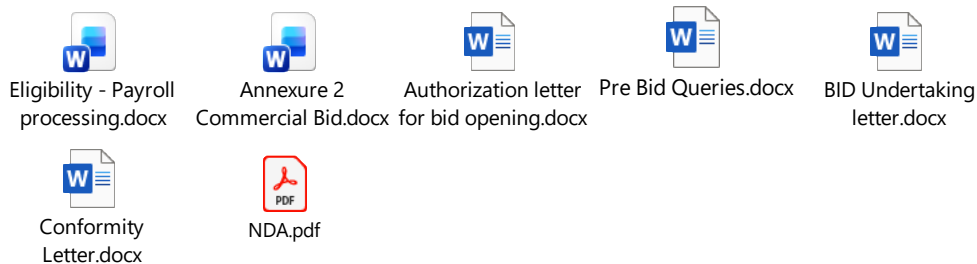 Eligibility - Payroll
processing.docx
Annexure 2
Commercial Bid.docx
Authorization letter
for bid opening.docx
Pre Bid Queries.docx
BID Undertaking
letter.docx
Conformity
Letter.docx
PDF
NDA.pdf